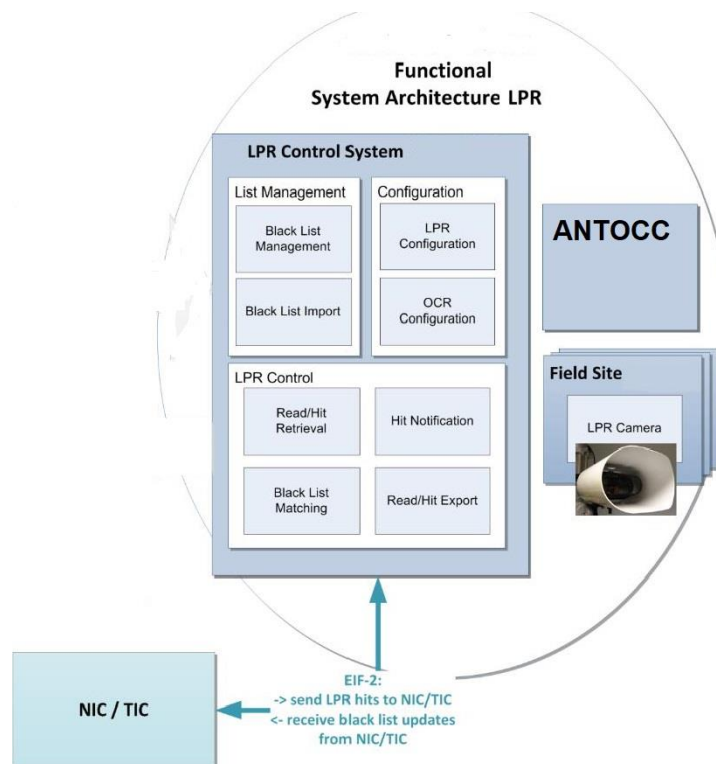 Functional
System Architecture LPR
LPR Control System
List Management
Black List
Management
Black List Import
Configuration
LPR
Configuration
OCR
Configuration
LPR Control
Read/Hit
Retrieval
Hit Notification
Black List
Matching
Read/Hit Export
ANTOCC
Field Site
LPR Camera
EIF-2:
-> send LPR hits to NIC/TIC
<- receive black list updates
from NIC/TIC
NIC / TIC